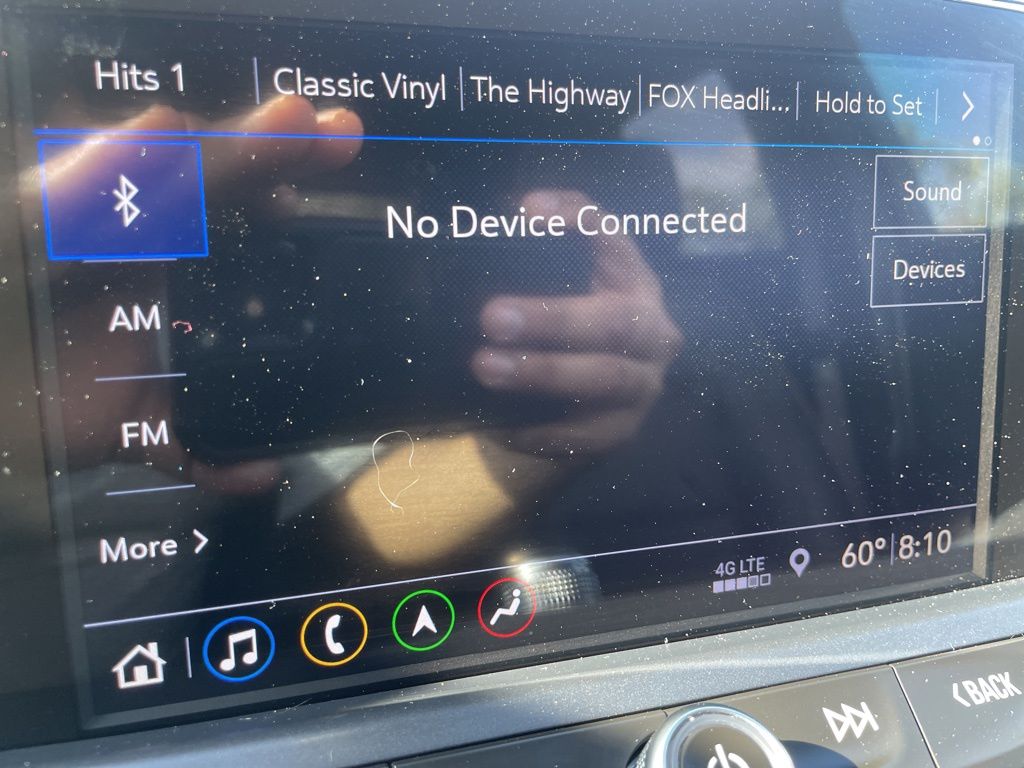 Hits 1
Classic Vinyl
The Highway
FOX Headli...
Hold to Set
No Device Connected
Sound
Devices
AM
FM
More
4G LTE
60° 8:10
BACK